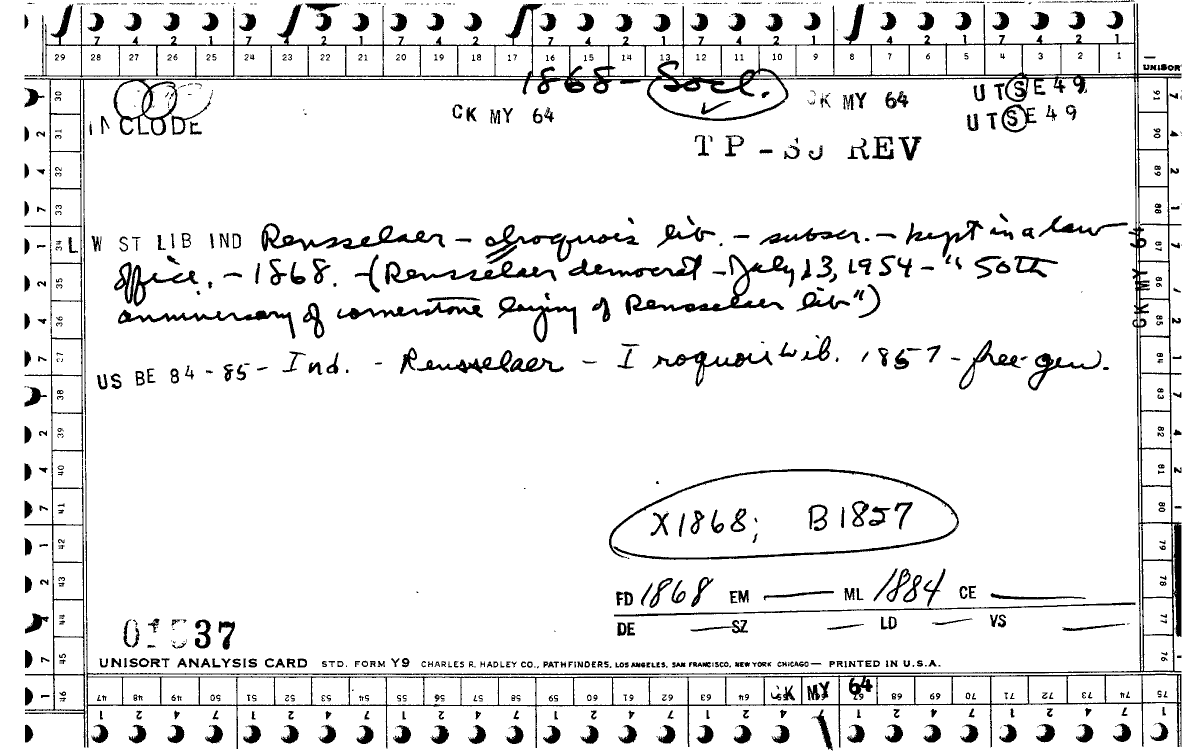 7 4 2 1 7 4 2 1 7 4 2 1 7 4 2 1 7 4 2 1 7 4 2 1 7 4 2 1
29 28 27 26 25 24 23 22 21 20 19 18 17 16 15 14 13 12 11 10 9 8 7 6 5 4 3 2 1
UNISORT
1868 - Socl.
CK MY 64
CK MY 64
UTSE49
UTSE49
INCLUDE
TP - SJ REV
W ST LIB IND Rensselaer - Iroquois lib. - subscr. - kept in a law
office. - 1868. - (Rensselaer democrat - July 23, 1954 - "50th
anniversary of cornerstone laying of Rensselaer lib")
US BE 84-85 - Ind. - Rensselaer - Iroquois Lib. 1857 - free gen.
X1868; B1857
FD 1868 EM — ML 1884 CE —
DE — SZ — LD — VS —
01537
UNISORT ANALYSIS CARD STD. FORM Y9 CHARLES R. HADLEY CO., PATHFINDERS, LOS ANGELES, SAN FRANCISCO, NEW YORK CHICAGO — PRINTED IN U.S.A.
30 31 32 33 34 35 36 37 38 39 40 41 42 43 44 45 46
L
91 90 89 88 87 86 85 84 83 82 81 80 79 78 77 76 75
CK MY 64
47 48 49 50 51 52 53 54 55 56 57 58 59 60 61 62 63 64 65 66 67 68 69 70 71 72 73 74
CK MY 64
1 2 4 7 1 2 4 7 1 2 4 7 1 2 4 7 1 2 4 7 1 2 4 7 1 2 4 7